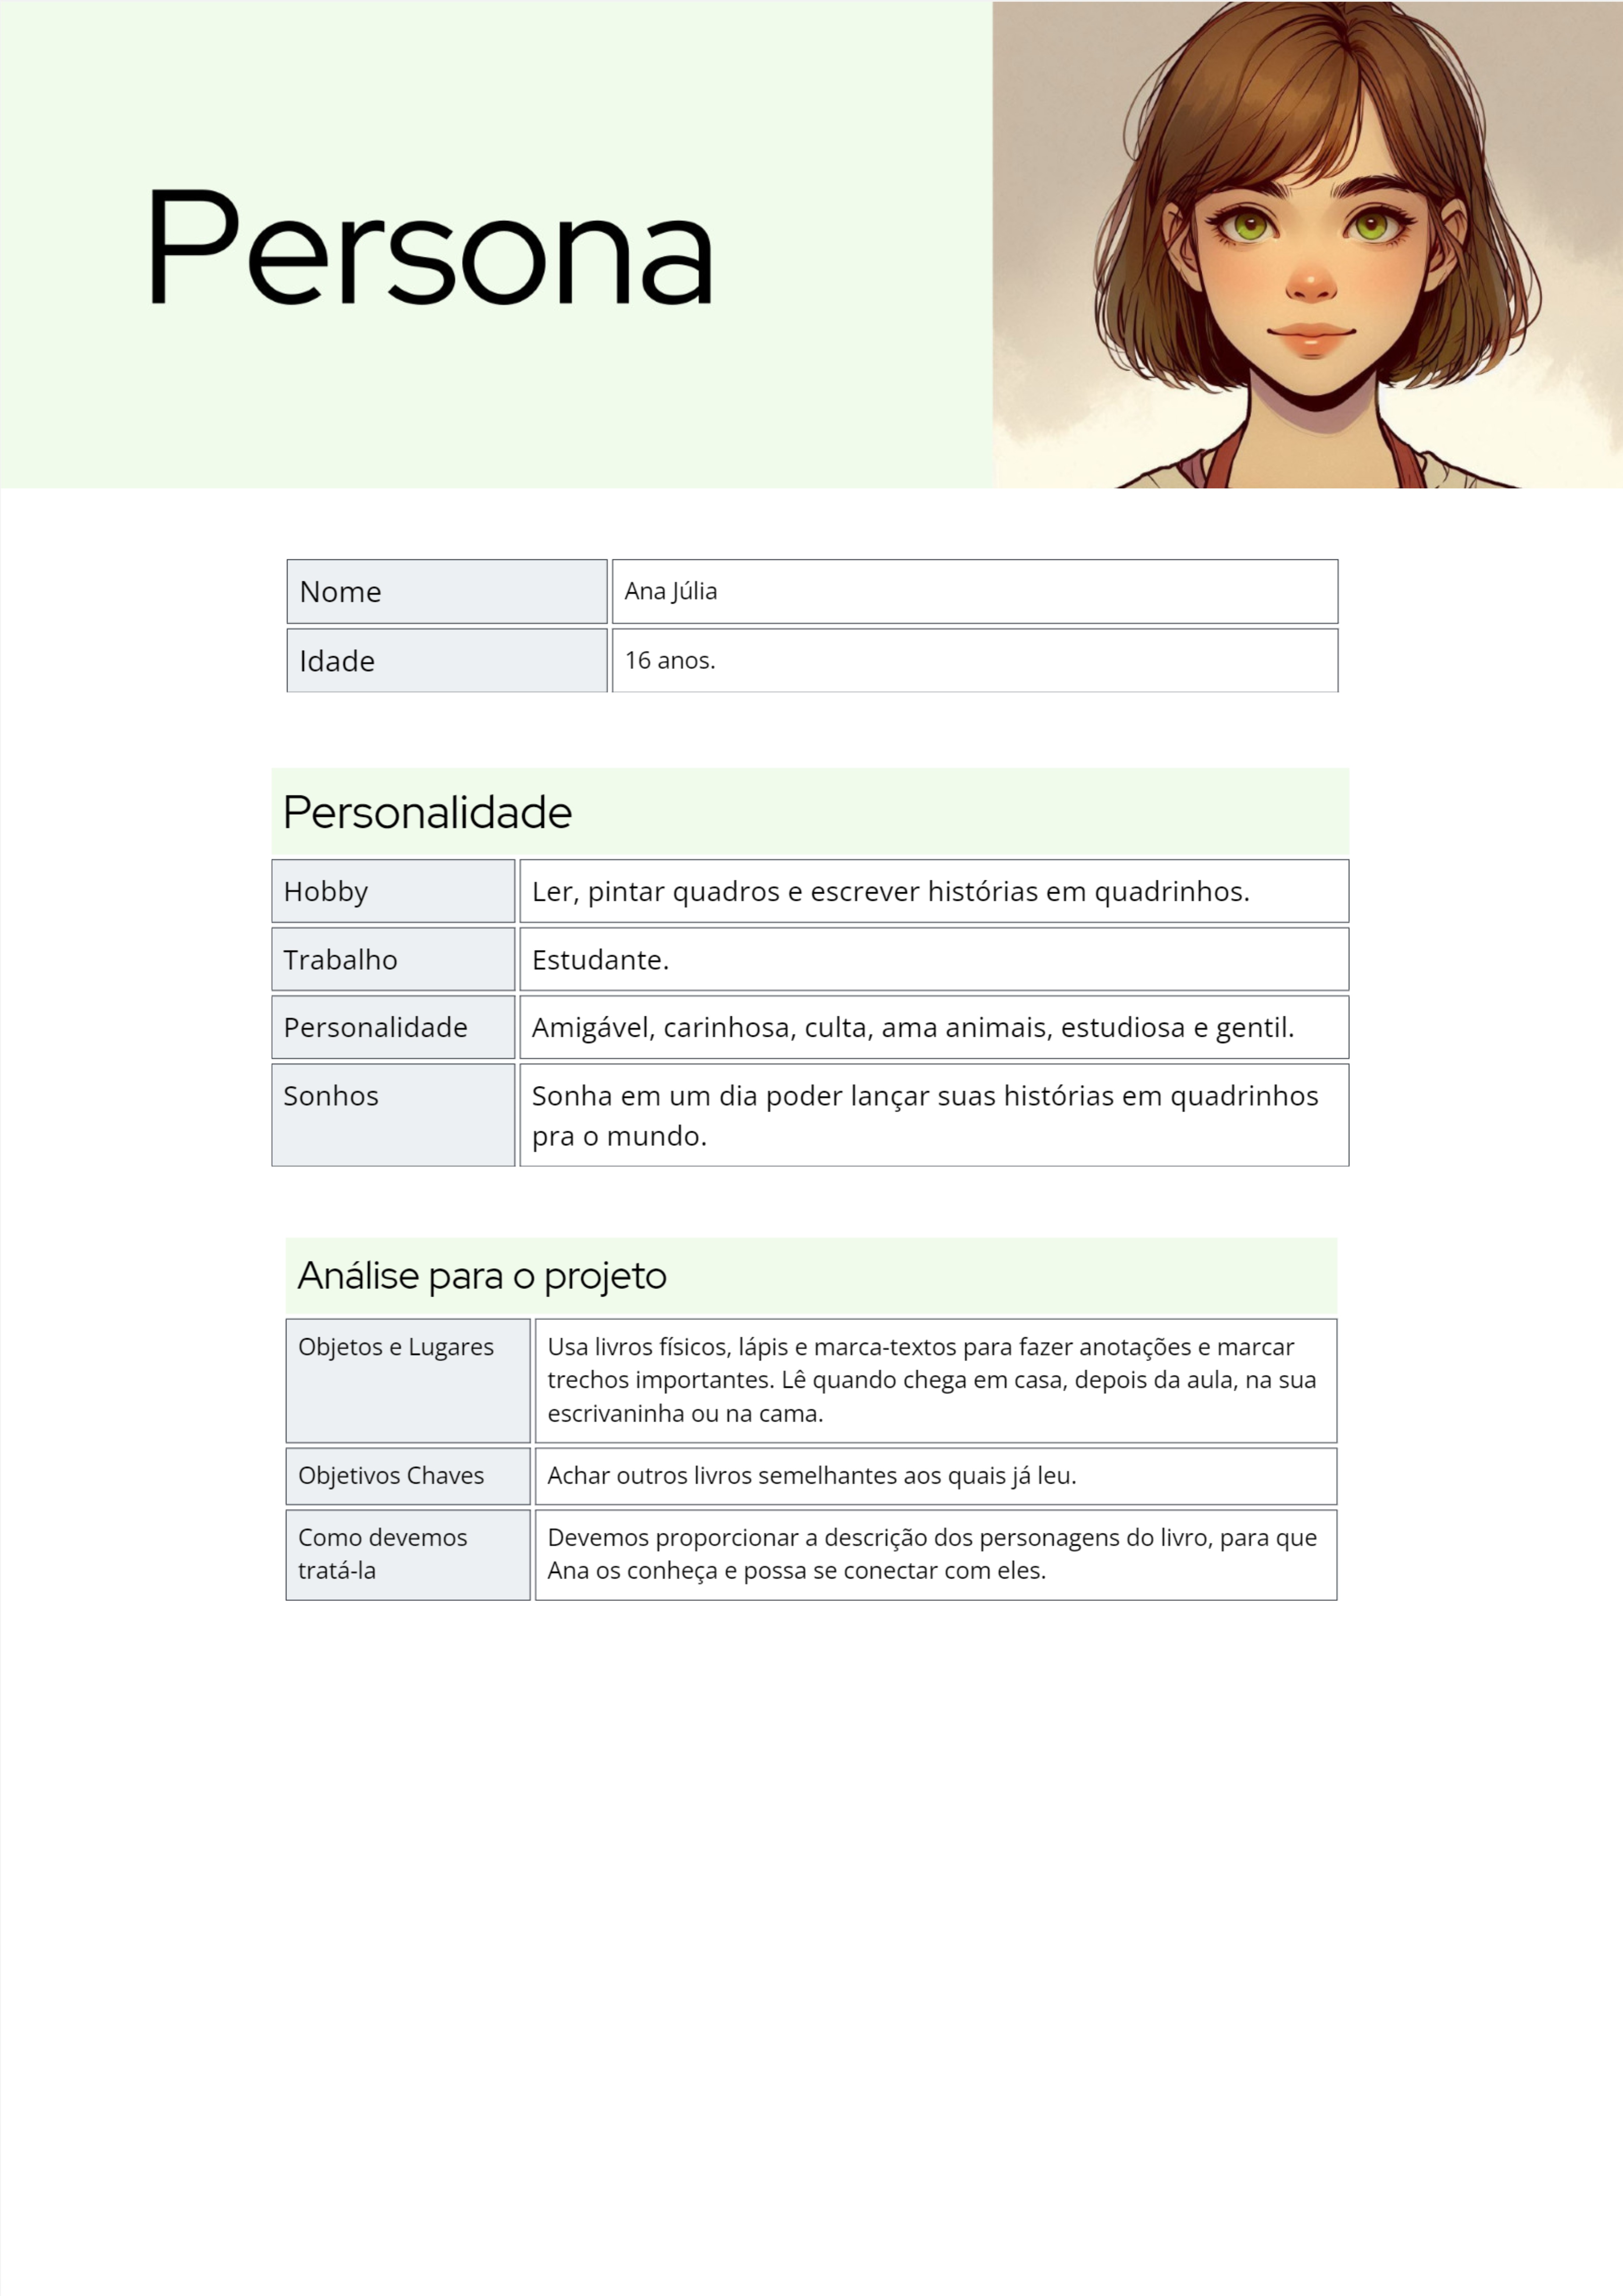 Persona
Nome
Ana Júlia
Idade
16 anos.
Personalidade
Hobby
Ler, pintar quadros e escrever histórias em quadrinhos.
Trabalho
Estudante.
Personalidade
Amigável, carinhosa, culta, ama animais, estudiosa e gentil.
Sonhos
Sonha em um dia poder lançar suas histórias em quadrinhos
pra o mundo.
Análise para o projeto
Objetos e Lugares
Usa livros físicos, lápis e marca-textos para fazer anotações e marcar
trechos importantes. Lê quando chega em casa, depois da aula, na sua
escrivaninha ou na cama.
Objetivos Chaves
Achar outros livros semelhantes aos quais já leu.
Como devemos
tratá-la
Devemos proporcionar a descrição dos personagens do livro, para que
Ana os conheça e possa se conectar com eles.